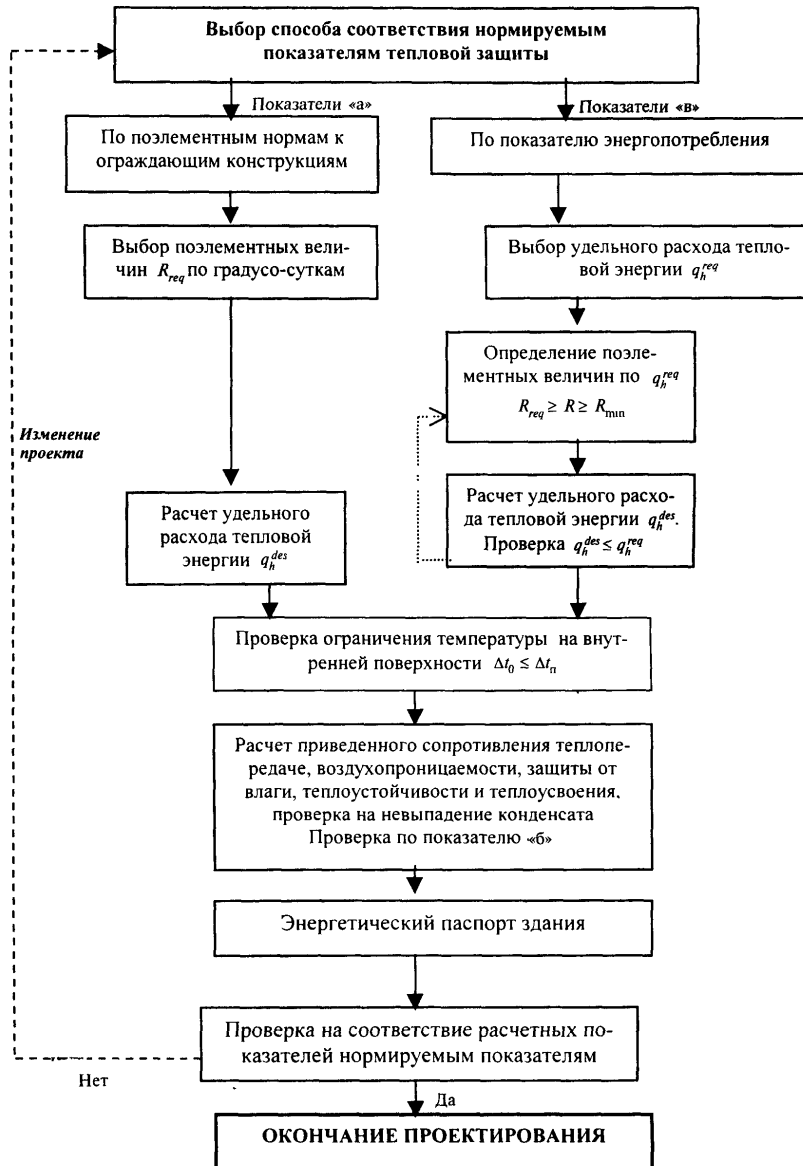 Выбор способа соответствия нормируемым
показателям тепловой защиты
Показатели «а»
Показатели «в»
По поэлементным нормам к
ограждающим конструкциям
По показателю энергопотребления
Выбор поэлементных вели-
чин R_req по градусо-суткам
Выбор удельного расхода тепло-
вой энергии q_h^req
Определение поэле-
ментных величин по q_h^req
R_req ≥ R ≥ R_min
Изменение
проекта
Расчет удельного
расхода тепловой
энергии q_h^des
Расчет удельного расхо-
да тепловой энергии q_h^des.
Проверка q_h^des ≤ q_h^req
Проверка ограничения температуры на внут-
ренней поверхности Δt_0 ≤ Δt_п
Расчет приведенного сопротивления теплопе-
редаче, воздухопроницаемости, защиты от
влаги, теплоустойчивости и теплоусвоения,
проверка на невыпадение конденсата
Проверка по показателю «б»
Энергетический паспорт здания
Проверка на соответствие расчетных по-
казателей нормируемым показателям
Нет
Да
ОКОНЧАНИЕ ПРОЕКТИРОВАНИЯ